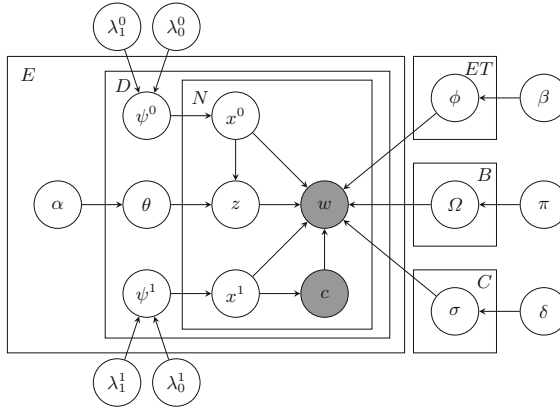 λ₁⁰ λ₀⁰
E D N ET
ψ⁰ x⁰ ϕ β
B
α θ z w Ω π
C
ψ¹ x¹ c σ δ
λ₁¹ λ₀¹